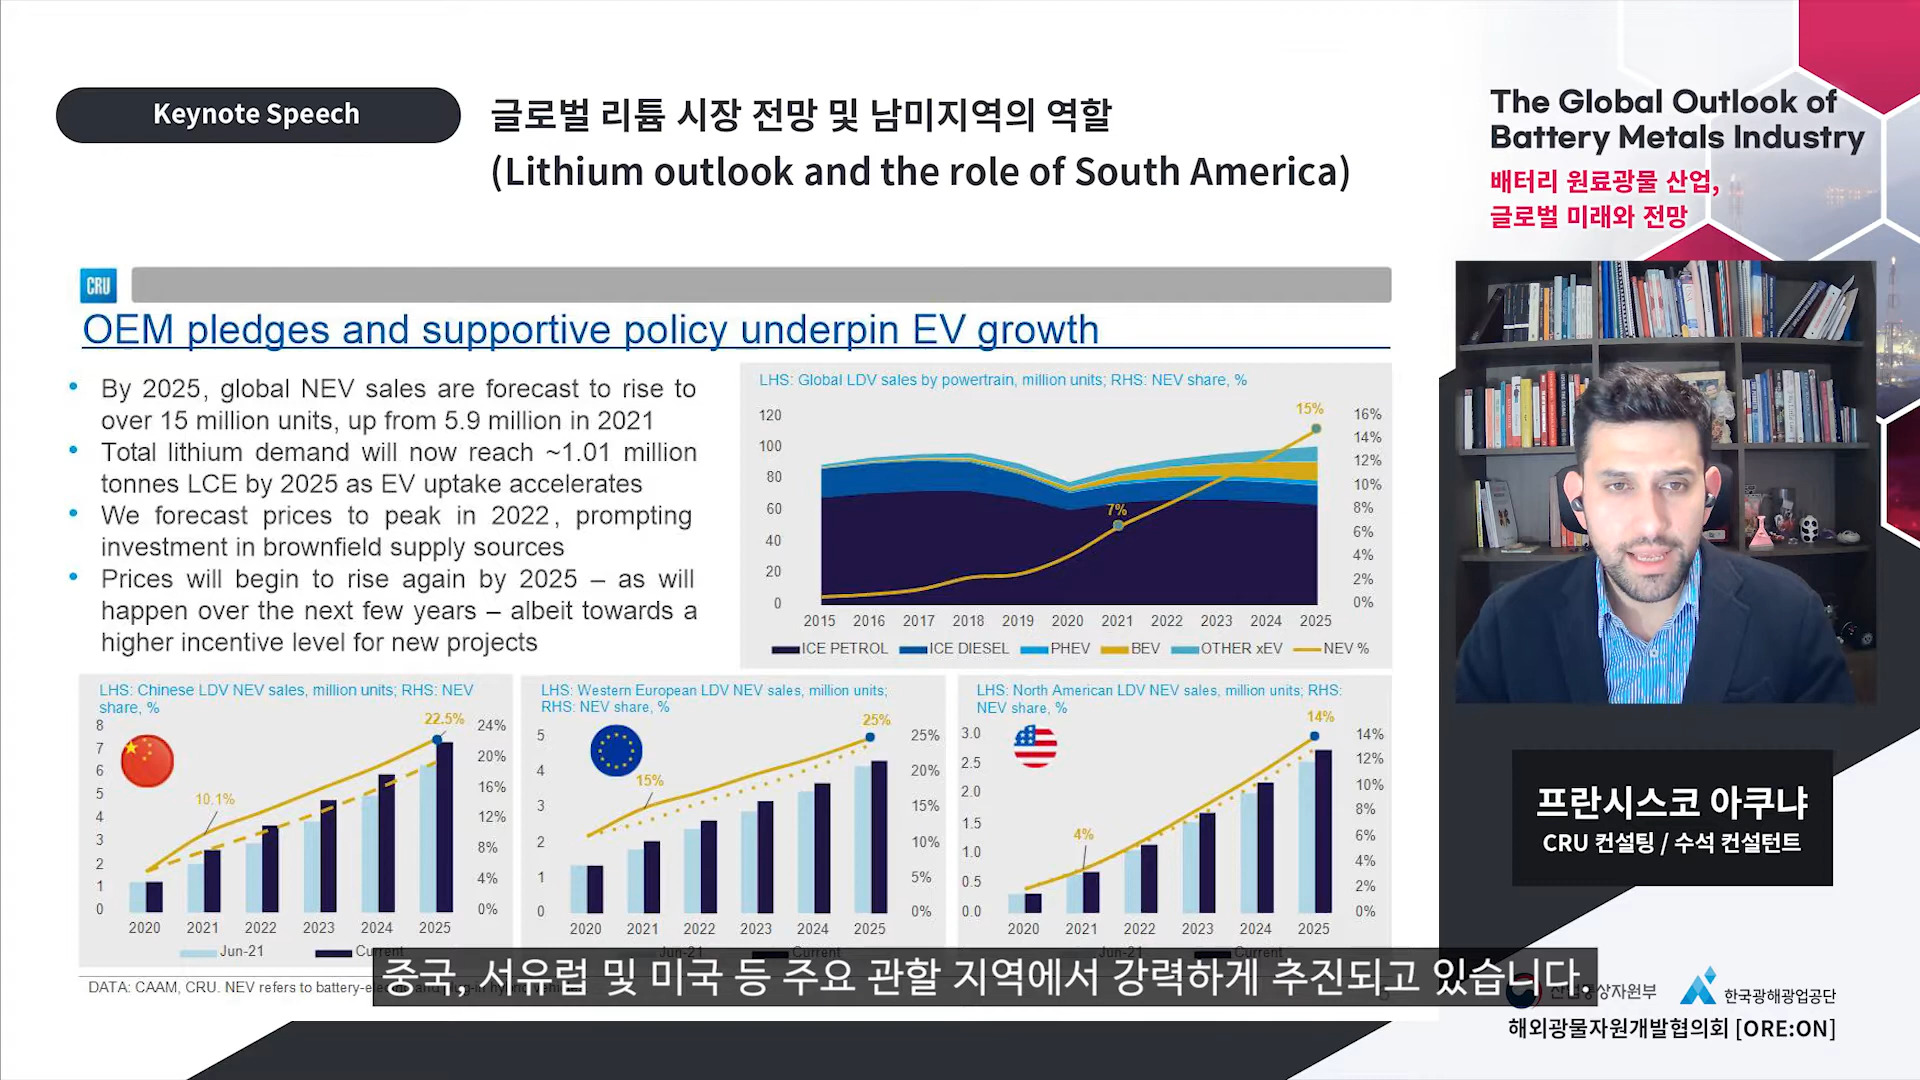 Keynote Speech
글로벌 리튬 시장 전망 및 남미지역의 역할
(Lithium outlook and the role of South America)
The Global Outlook of
Battery Metals Industry
배터리 원료광물 산업,
글로벌 미래와 전망
CRU
OEM pledges and supportive policy underpin EV growth
• By 2025, global NEV sales are forecast to rise to
over 15 million units, up from 5.9 million in 2021
• Total lithium demand will now reach ~1.01 million
tonnes LCE by 2025 as EV uptake accelerates
• We forecast prices to peak in 2022, prompting
investment in brownfield supply sources
• Prices will begin to rise again by 2025 – as will
happen over the next few years – albeit towards a
higher incentive level for new projects
LHS: Global LDV sales by powertrain, million units; RHS: NEV share, %
120
100
80
60
40
20
0
7%
15%
16%
14%
12%
10%
8%
6%
4%
2%
0%
2015 2016 2017 2018 2019 2020 2021 2022 2023 2024 2025
ICE PETROL ICE DIESEL PHEV BEV OTHER xEV NEV %
LHS: Chinese LDV NEV sales, million units; RHS: NEV
share, %
8
7
6
5
4
3
2
1
0
10.1%
22.5%
24%
20%
16%
12%
8%
4%
0%
2020 2021 2022 2023 2024 2025
Jun-21 Current
LHS: Western European LDV NEV sales, million units;
RHS: NEV share, %
5
4
3
2
1
0
15%
25%
25%
20%
15%
10%
5%
0%
2020 2021 2022 2023 2024 2025
Jun-21 Current
LHS: North American LDV NEV sales, million units; RHS:
NEV share, %
3.0
2.5
2.0
1.5
1.0
0.5
0.0
4%
14%
14%
12%
10%
8%
6%
4%
2%
0%
2020 2021 2022 2023 2024 2025
Jun-21 Current
DATA: CAAM, CRU. NEV refers to battery-electric and plug-in hybrid vehicles
중국, 서우럽 및 미국 등 주요 관할 지역에서 강력하게 추진되고 있습니다.
프란시스코 아쿠냐
CRU 컨설팅 / 수석 컨설턴트
산업통상자원부
한국광해광업공단
해외광물자원개발협의회 [ORE:ON]